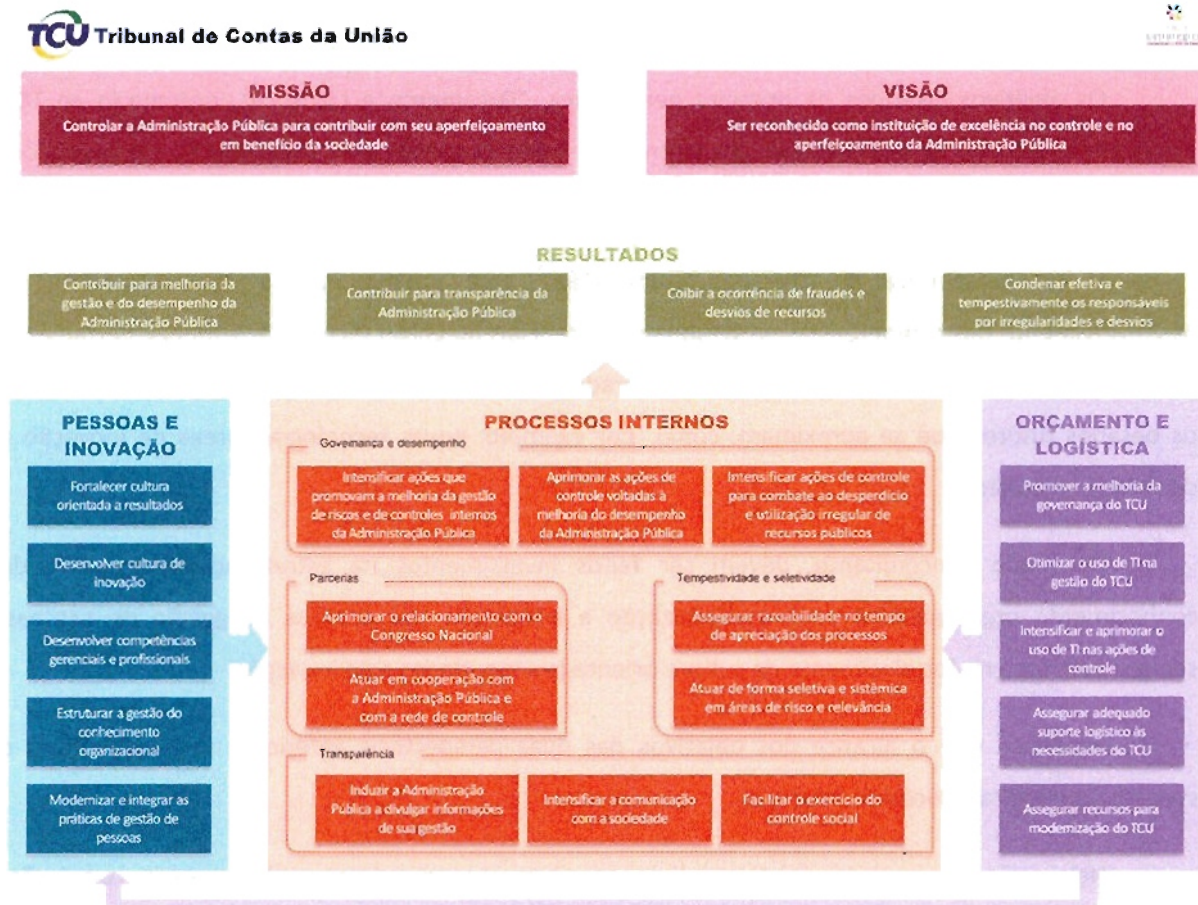 TCU Tribunal de Contas da União
MISSÃO
Controlar a Administração Pública para contribuir com seu aperfeiçoamento
em benefício da sociedade
VISÃO
Ser reconhecido como instituição de excelência no controle e no
aperfeiçoamento da Administração Pública
RESULTADOS
Contribuir para melhoria da
gestão e do desempenho da
Administração Pública
Contribuir para transparência da
Administração Pública
Coibir a ocorrência de fraudes e
desvios de recursos
Condenar efetiva e
tempestivamente os responsáveis
por irregularidades e desvios
PESSOAS E
INOVAÇÃO
Fortalecer cultura
orientada a resultados
Desenvolver cultura de
inovação
Desenvolver competências
gerenciais e profissionais
Estruturar a gestão do
conhecimento
organizacional
Modernizar e integrar as
práticas de gestão de
pessoas
PROCESSOS INTERNOS
Governança e desempenho
Intensificar ações que
promovam a melhoria da gestão
de riscos e de controles internos
da Administração Pública
Aprimorar as ações de
controle voltadas à
melhoria do desempenho
da Administração Pública
Intensificar ações de controle
para combate ao desperdício
e utilização irregular de
recursos públicos
Parcerias
Aprimorar o relacionamento com o
Congresso Nacional
Atuar em cooperação com
a Administração Pública e
com a rede de controle
Tempestividade e seletividade
Assegurar razoabilidade no tempo
de apreciação dos processos
Atuar de forma seletiva e sistêmica
em áreas de risco e relevância
Transparência
Induzir a Administração
Pública a divulgar informações
de sua gestão
Intensificar a comunicação
com a sociedade
Facilitar o exercício do
controle social
ORÇAMENTO E
LOGÍSTICA
Promover a melhoria da
governança do TCU
Otimizar o uso de TI na
gestão do TCU
Intensificar e aprimorar o
uso de TI nas ações de
controle
Assegurar adequado
suporte logístico às
necessidades do TCU
Assegurar recursos para
modernização do TCU